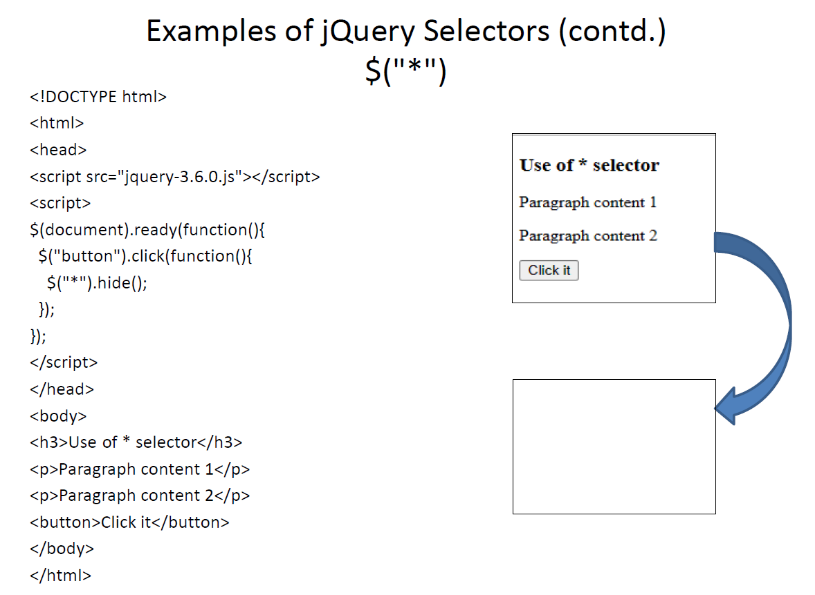 Examples of jQuery Selectors (contd.)
$("*")
<!DOCTYPE html>
<html>
<head>
<script src="jquery-3.6.0.js"></script>
<script>
$(document).ready(function(){
$("button").click(function(){
$("*").hide();
});
});
</script>
</head>
<body>
<h3>Use of * selector</h3>
<p>Paragraph content 1</p>
<p>Paragraph content 2</p>
<button>Click it</button>
</body>
</html>
Use of * selector
Paragraph content 1
Paragraph content 2
Click it